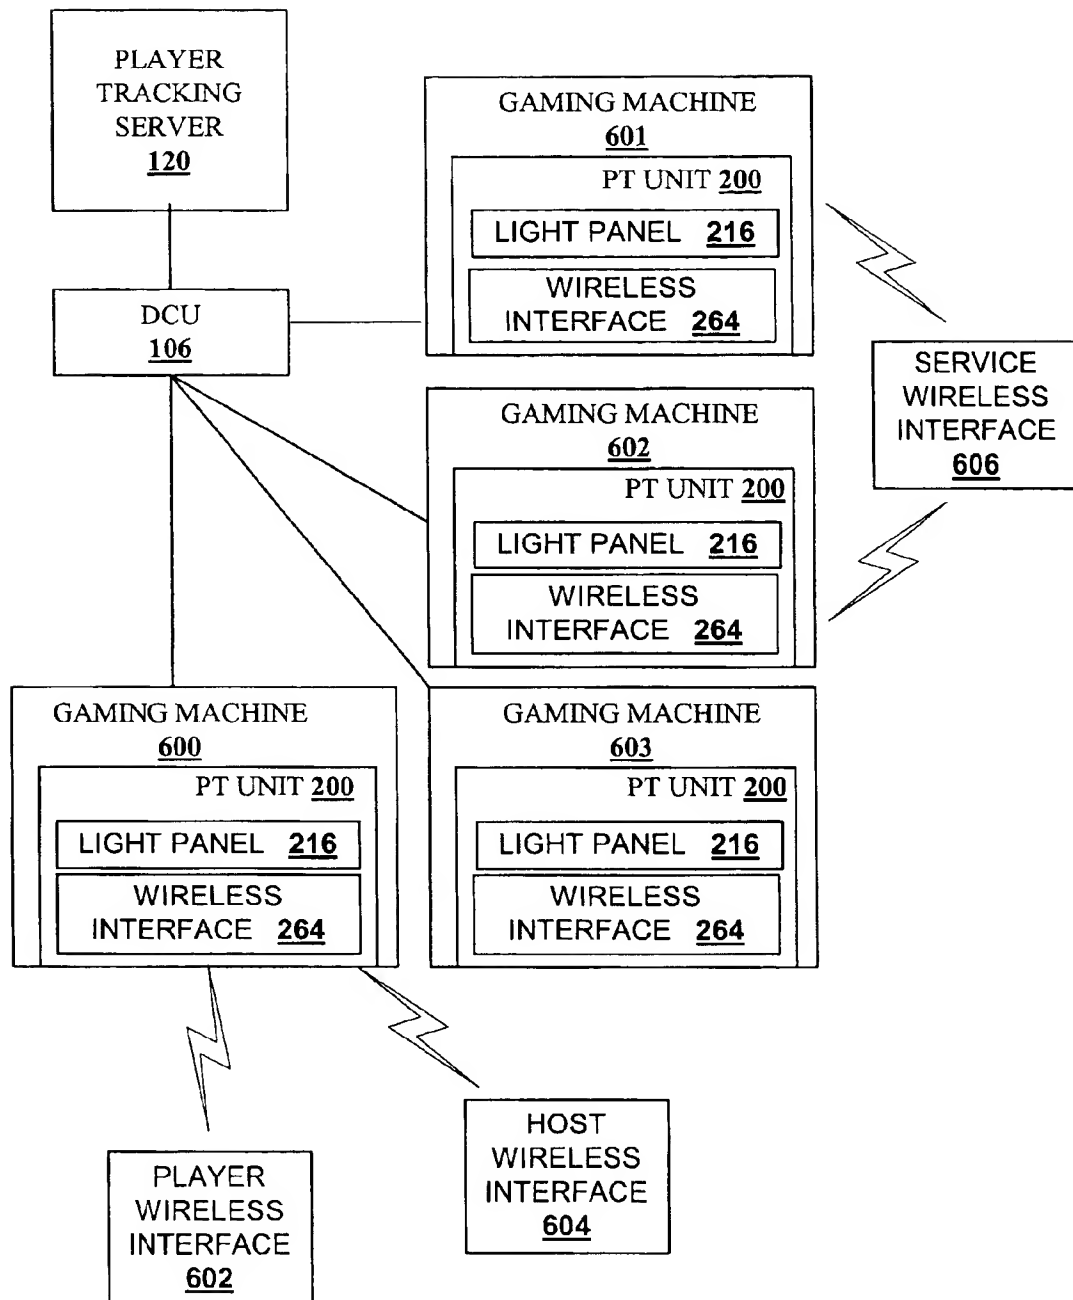 PLAYER
TRACKING
SERVER
120
GAMING MACHINE
601
PT UNIT 200
LIGHT PANEL 216
WIRELESS
INTERFACE 264
DCU
106
SERVICE
WIRELESS
INTERFACE
606
GAMING MACHINE
602
PT UNIT 200
LIGHT PANEL 216
WIRELESS
INTERFACE 264
GAMING MACHINE
600
PT UNIT 200
LIGHT PANEL 216
WIRELESS
INTERFACE 264
GAMING MACHINE
603
PT UNIT 200
LIGHT PANEL 216
WIRELESS
INTERFACE 264
HOST
WIRELESS
INTERFACE
604
PLAYER
WIRELESS
INTERFACE
602